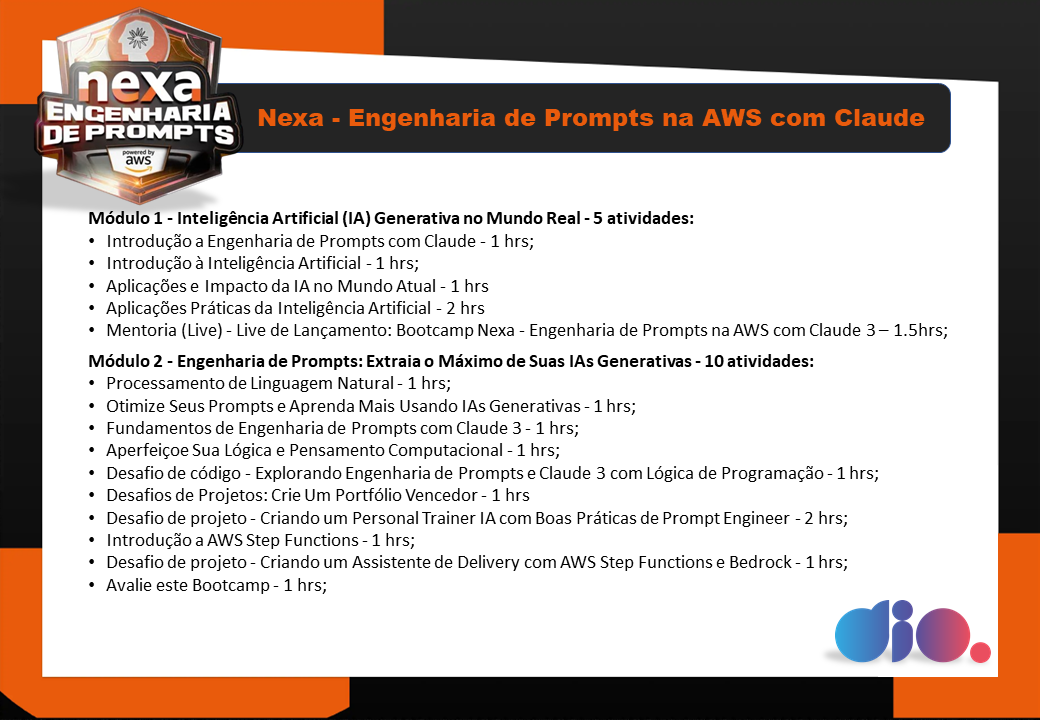 nexa
ENGENHARIA
DE PROMPTS
powered by
aws
Nexa - Engenharia de Prompts na AWS com Claude
Módulo 1 - Inteligência Artificial (IA) Generativa no Mundo Real - 5 atividades:
• Introdução a Engenharia de Prompts com Claude - 1 hrs;
• Introdução à Inteligência Artificial - 1 hrs;
• Aplicações e Impacto da IA no Mundo Atual - 1 hrs
• Aplicações Práticas da Inteligência Artificial - 2 hrs
• Mentoria (Live) - Live de Lançamento: Bootcamp Nexa - Engenharia de Prompts na AWS com Claude 3 – 1.5hrs;
Módulo 2 - Engenharia de Prompts: Extraia o Máximo de Suas IAs Generativas - 10 atividades:
• Processamento de Linguagem Natural - 1 hrs;
• Otimize Seus Prompts e Aprenda Mais Usando IAs Generativas - 1 hrs;
• Fundamentos de Engenharia de Prompts com Claude 3 - 1 hrs;
• Aperfeiçoe Sua Lógica e Pensamento Computacional - 1 hrs;
• Desafio de código - Explorando Engenharia de Prompts e Claude 3 com Lógica de Programação - 1 hrs;
• Desafios de Projetos: Crie Um Portfólio Vencedor - 1 hrs
• Desafio de projeto - Criando um Personal Trainer IA com Boas Práticas de Prompt Engineer - 2 hrs;
• Introdução a AWS Step Functions - 1 hrs;
• Desafio de projeto - Criando um Assistente de Delivery com AWS Step Functions e Bedrock - 1 hrs;
• Avalie este Bootcamp - 1 hrs;
dio.